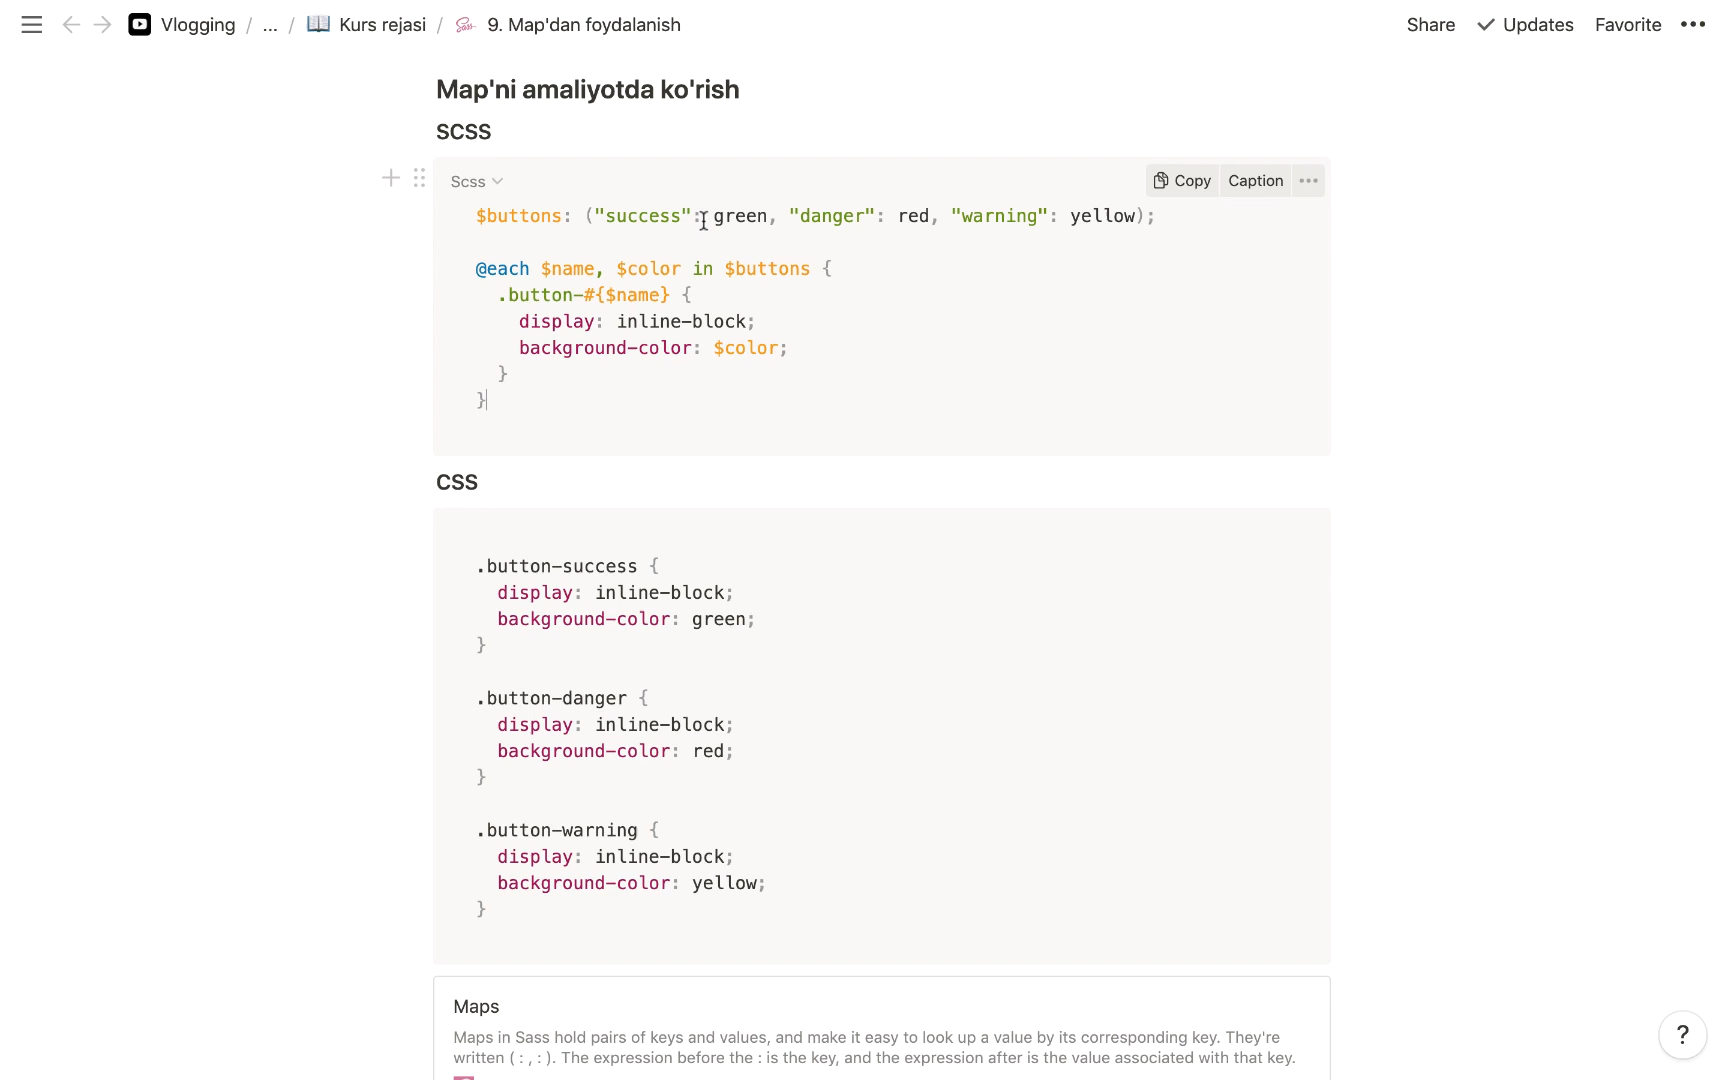 Vlogging / ... / Kurs rejasi / 9. Map'dan foydalanish
Share Updates Favorite •••
Map'ni amaliyotda ko'rish
SCSS
Scss
Copy Caption •••
$buttons: ("success": green, "danger": red, "warning": yellow);
@each $name, $color in $buttons {
.button-#{$name} {
display: inline-block;
background-color: $color;
}
}
CSS
.button-success {
display: inline-block;
background-color: green;
}
.button-danger {
display: inline-block;
background-color: red;
}
.button-warning {
display: inline-block;
background-color: yellow;
}
Maps
Maps in Sass hold pairs of keys and values, and make it easy to look up a value by its corresponding key. They're
written ( : , : ). The expression before the : is the key, and the expression after is the value associated with that key.
?